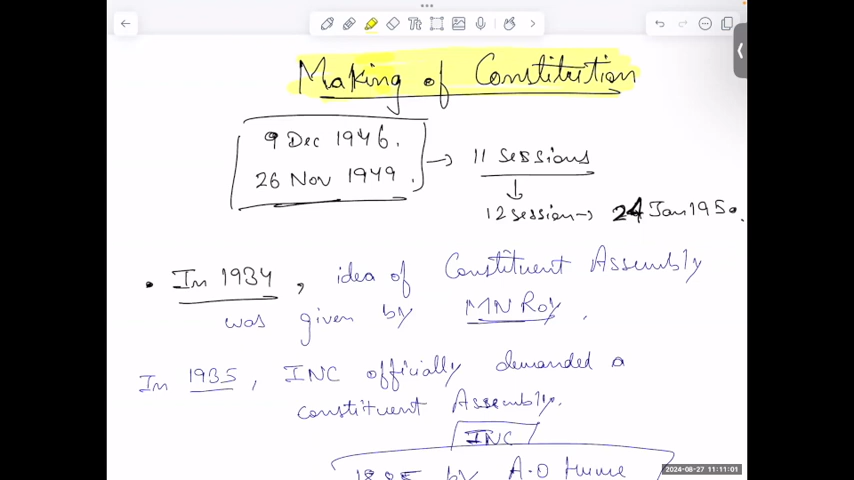 Making of Constitution
9 Dec 1946.
26 Nov 1949.
11 sessions
12 session → 24 Jan 1950.
• In 1934, idea of Constituent Assembly
was given by MN Roy.
In 1935, INC officially demanded a
constituent Assembly.
INC
1885 by A.O Hume
2024-08-27 11:11:01